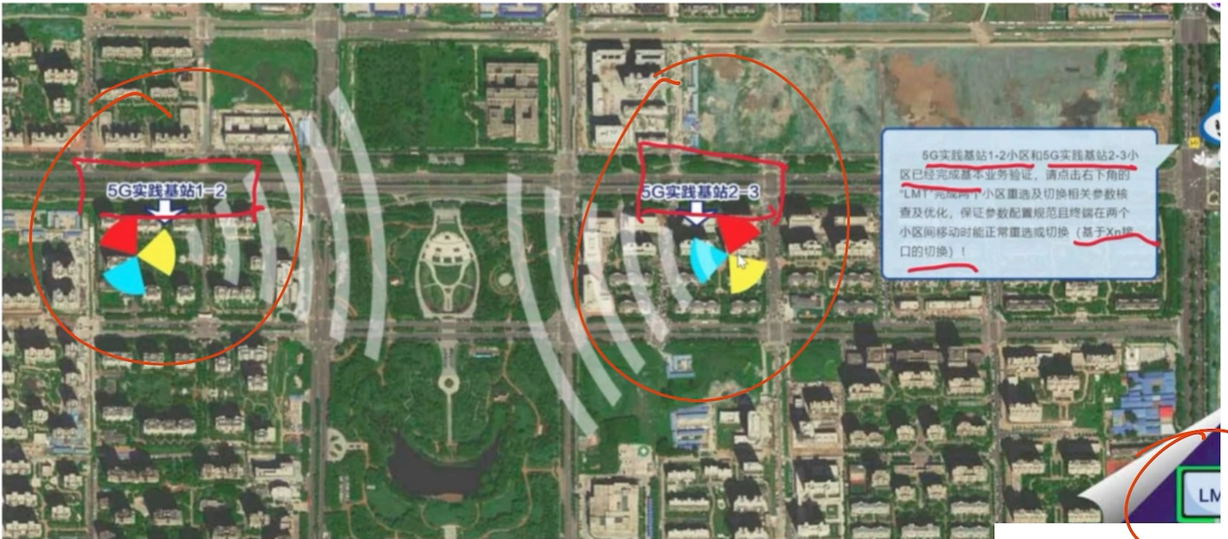 5G实践基站1-2
5G实践基站2-3
5G实践基站1-2小区和5G实践基站2-3小
区已经完成基本业务验证，请点击右下角的
“LMT”完成两个小区重选及切换相关参数核
查及优化，保证参数配置规范且终端在两个
小区间移动时能正常重选或切换（基于Xn接
口的切换）！
LM